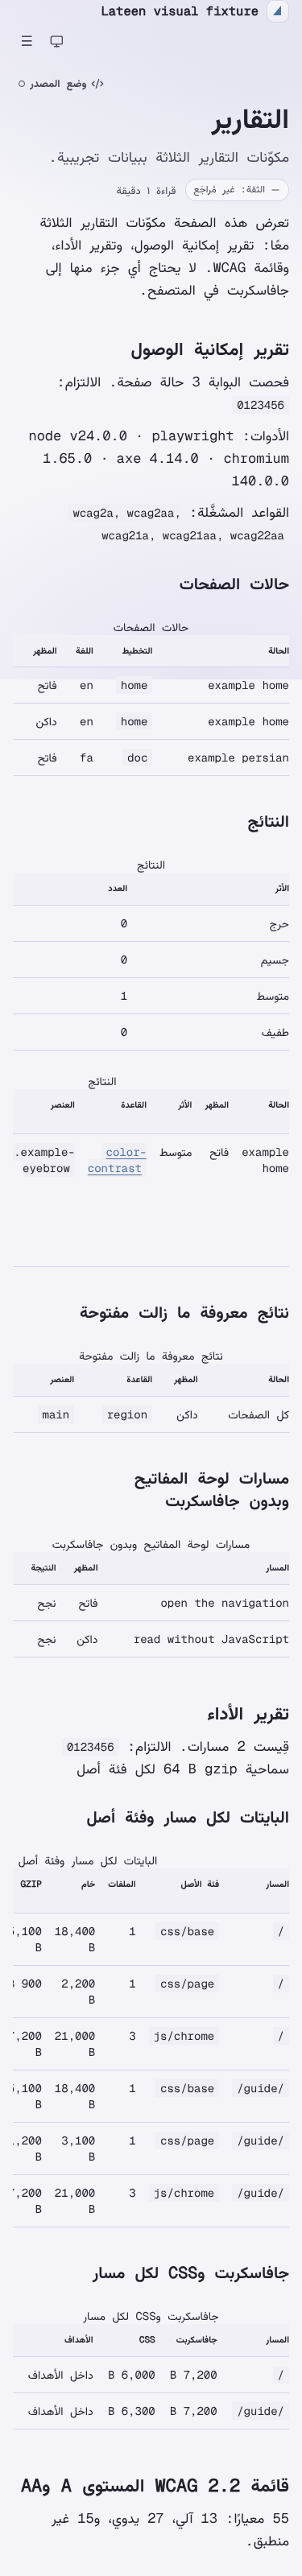 Lateen visual fixture
وضع المصدر
التقارير
مكوّنات التقارير الثلاثة ببيانات تجريبية.
— الثقة: غير مُراجَع
قراءة ١ دقيقة
تعرض هذه الصفحة مكوّنات التقارير الثلاثة
معًا: تقرير إمكانية الوصول، وتقرير الأداء،
وقائمة WCAG. لا يحتاج أي جزء منها إلى
جافاسكربت في المتصفح.
تقرير إمكانية الوصول
فحصت البوابة 3 حالة صفحة. الالتزام:
0123456
الأدوات: node v24.0.0 · playwright
1.65.0 · axe 4.14.0 · chromium
140.0.0
القواعد المشغَّلة: wcag2a, wcag2aa,
wcag21a, wcag21aa, wcag22aa
حالات الصفحات
حالات الصفحات
الحالة التخطيط اللغة المظهر
example home home en فاتح
example home home en داكن
example persian doc fa فاتح
النتائج
النتائج
الأثر العدد
حرج 0
جسيم 0
متوسط 1
طفيف 0
النتائج
الحالة المظهر الأثر القاعدة العنصر
example فاتح متوسط color- .example-
home contrast eyebrow
نتائج معروفة ما زالت مفتوحة
نتائج معروفة ما زالت مفتوحة
الحالة المظهر القاعدة العنصر
كل الصفحات داكن region main
مسارات لوحة المفاتيح
وبدون جافاسكربت
مسارات لوحة المفاتيح وبدون جافاسكربت
المسار المظهر النتيجة
open the navigation فاتح نجح
read without JavaScript داكن نجح
تقرير الأداء
قِيست 2 مسارات. الالتزام: 0123456
سماحية 64 B gzip لكل فئة أصل
البايتات لكل مسار وفئة أصل
البايتات لكل مسار وفئة أصل
المسار فئة الأصل الملفات خام GZIP
/ css/base 1 18,400 ,100
B B
/ css/page 1 2,200 900
B
/ js/chrome 3 21,000 ,200
B B
/guide/ css/base 1 18,400 ,100
B B
/guide/ css/page 1 3,100 ,200
B B
/guide/ js/chrome 3 21,000 ,200
B B
جافاسكربت وCSS لكل مسار
جافاسكربت وCSS لكل مسار
المسار جافاسكربت CSS الأهداف
/ 7,200 B 6,000 B داخل الأهداف
/guide/ 7,200 B 6,300 B داخل الأهداف
قائمة WCAG 2.2 المستوى A وAA
55 معيارًا: 13 آلي، 27 يدوي، و15 غير
منطبق.